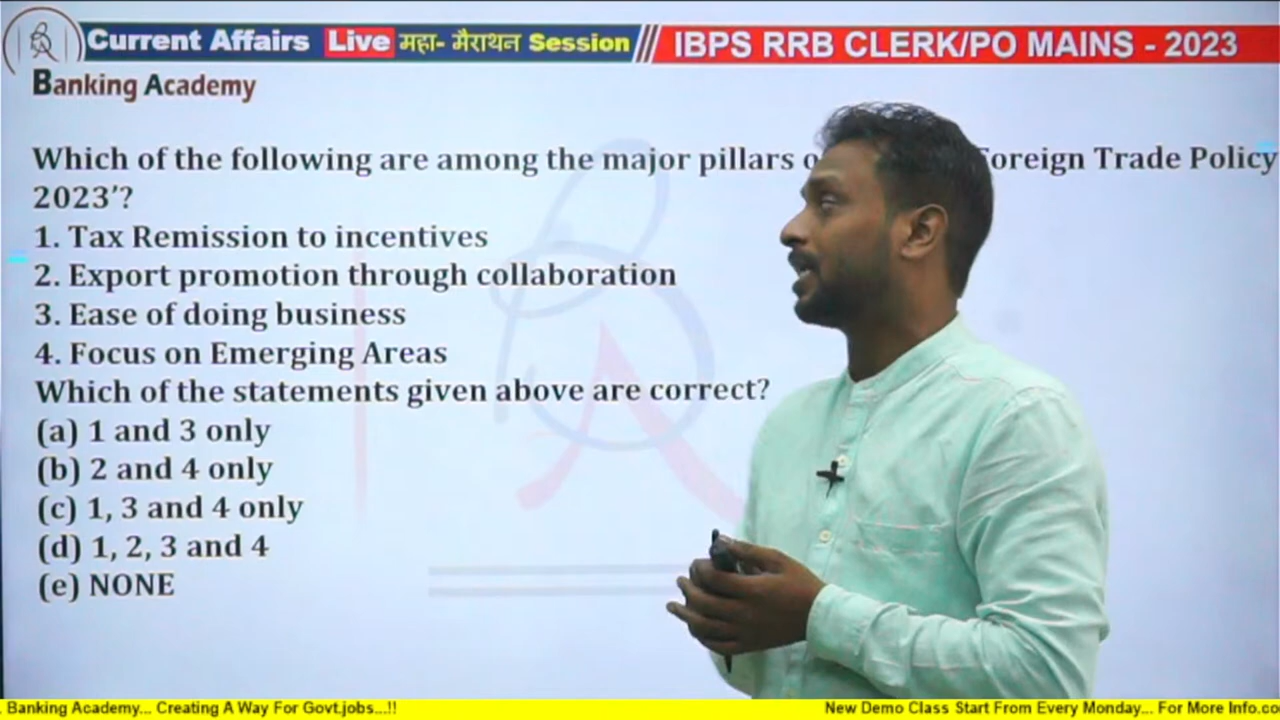 Current Affairs Live महा- मैराथन Session // IBPS RRB CLERK/PO MAINS - 2023
Banking Academy
Which of the following are among the major pillars Foreign Trade Policy
2023’?
1. Tax Remission to incentives
2. Export promotion through collaboration
3. Ease of doing business
4. Focus on Emerging Areas
Which of the statements given above are correct?
(a) 1 and 3 only
(b) 2 and 4 only
(c) 1, 3 and 4 only
(d) 1, 2, 3 and 4
(e) NONE
. Banking Academy... Creating A Way For Govt.jobs...!! New Demo Class Start From Every Monday... For More Info.co